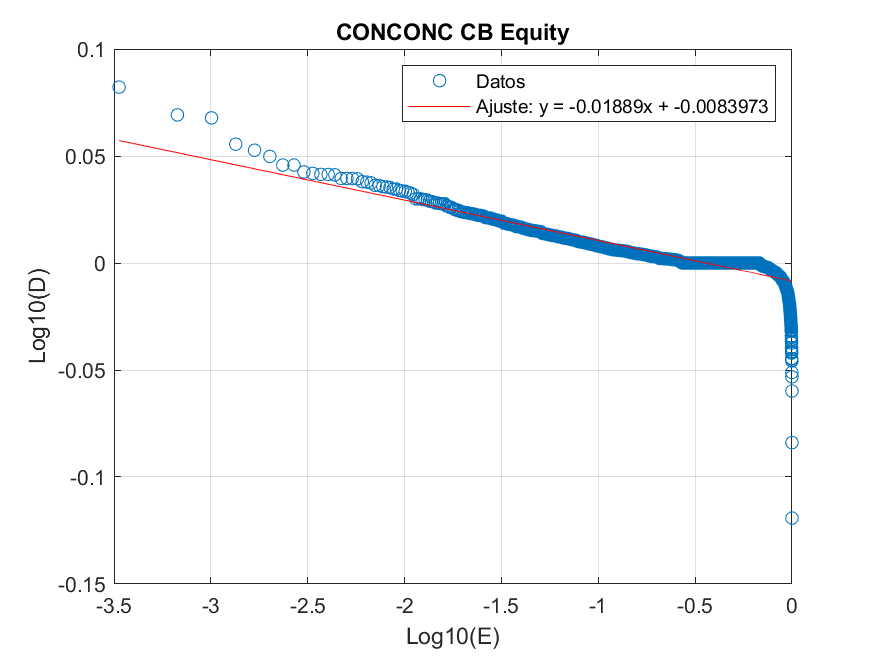 CONCONC CB Equity
Datos
Ajuste: y = -0.01889x + -0.0083973
0.1
0.05
0
-0.05
-0.1
-0.15
Log10(D)
-3.5 -3 -2.5 -2 -1.5 -1 -0.5 0
Log10(E)